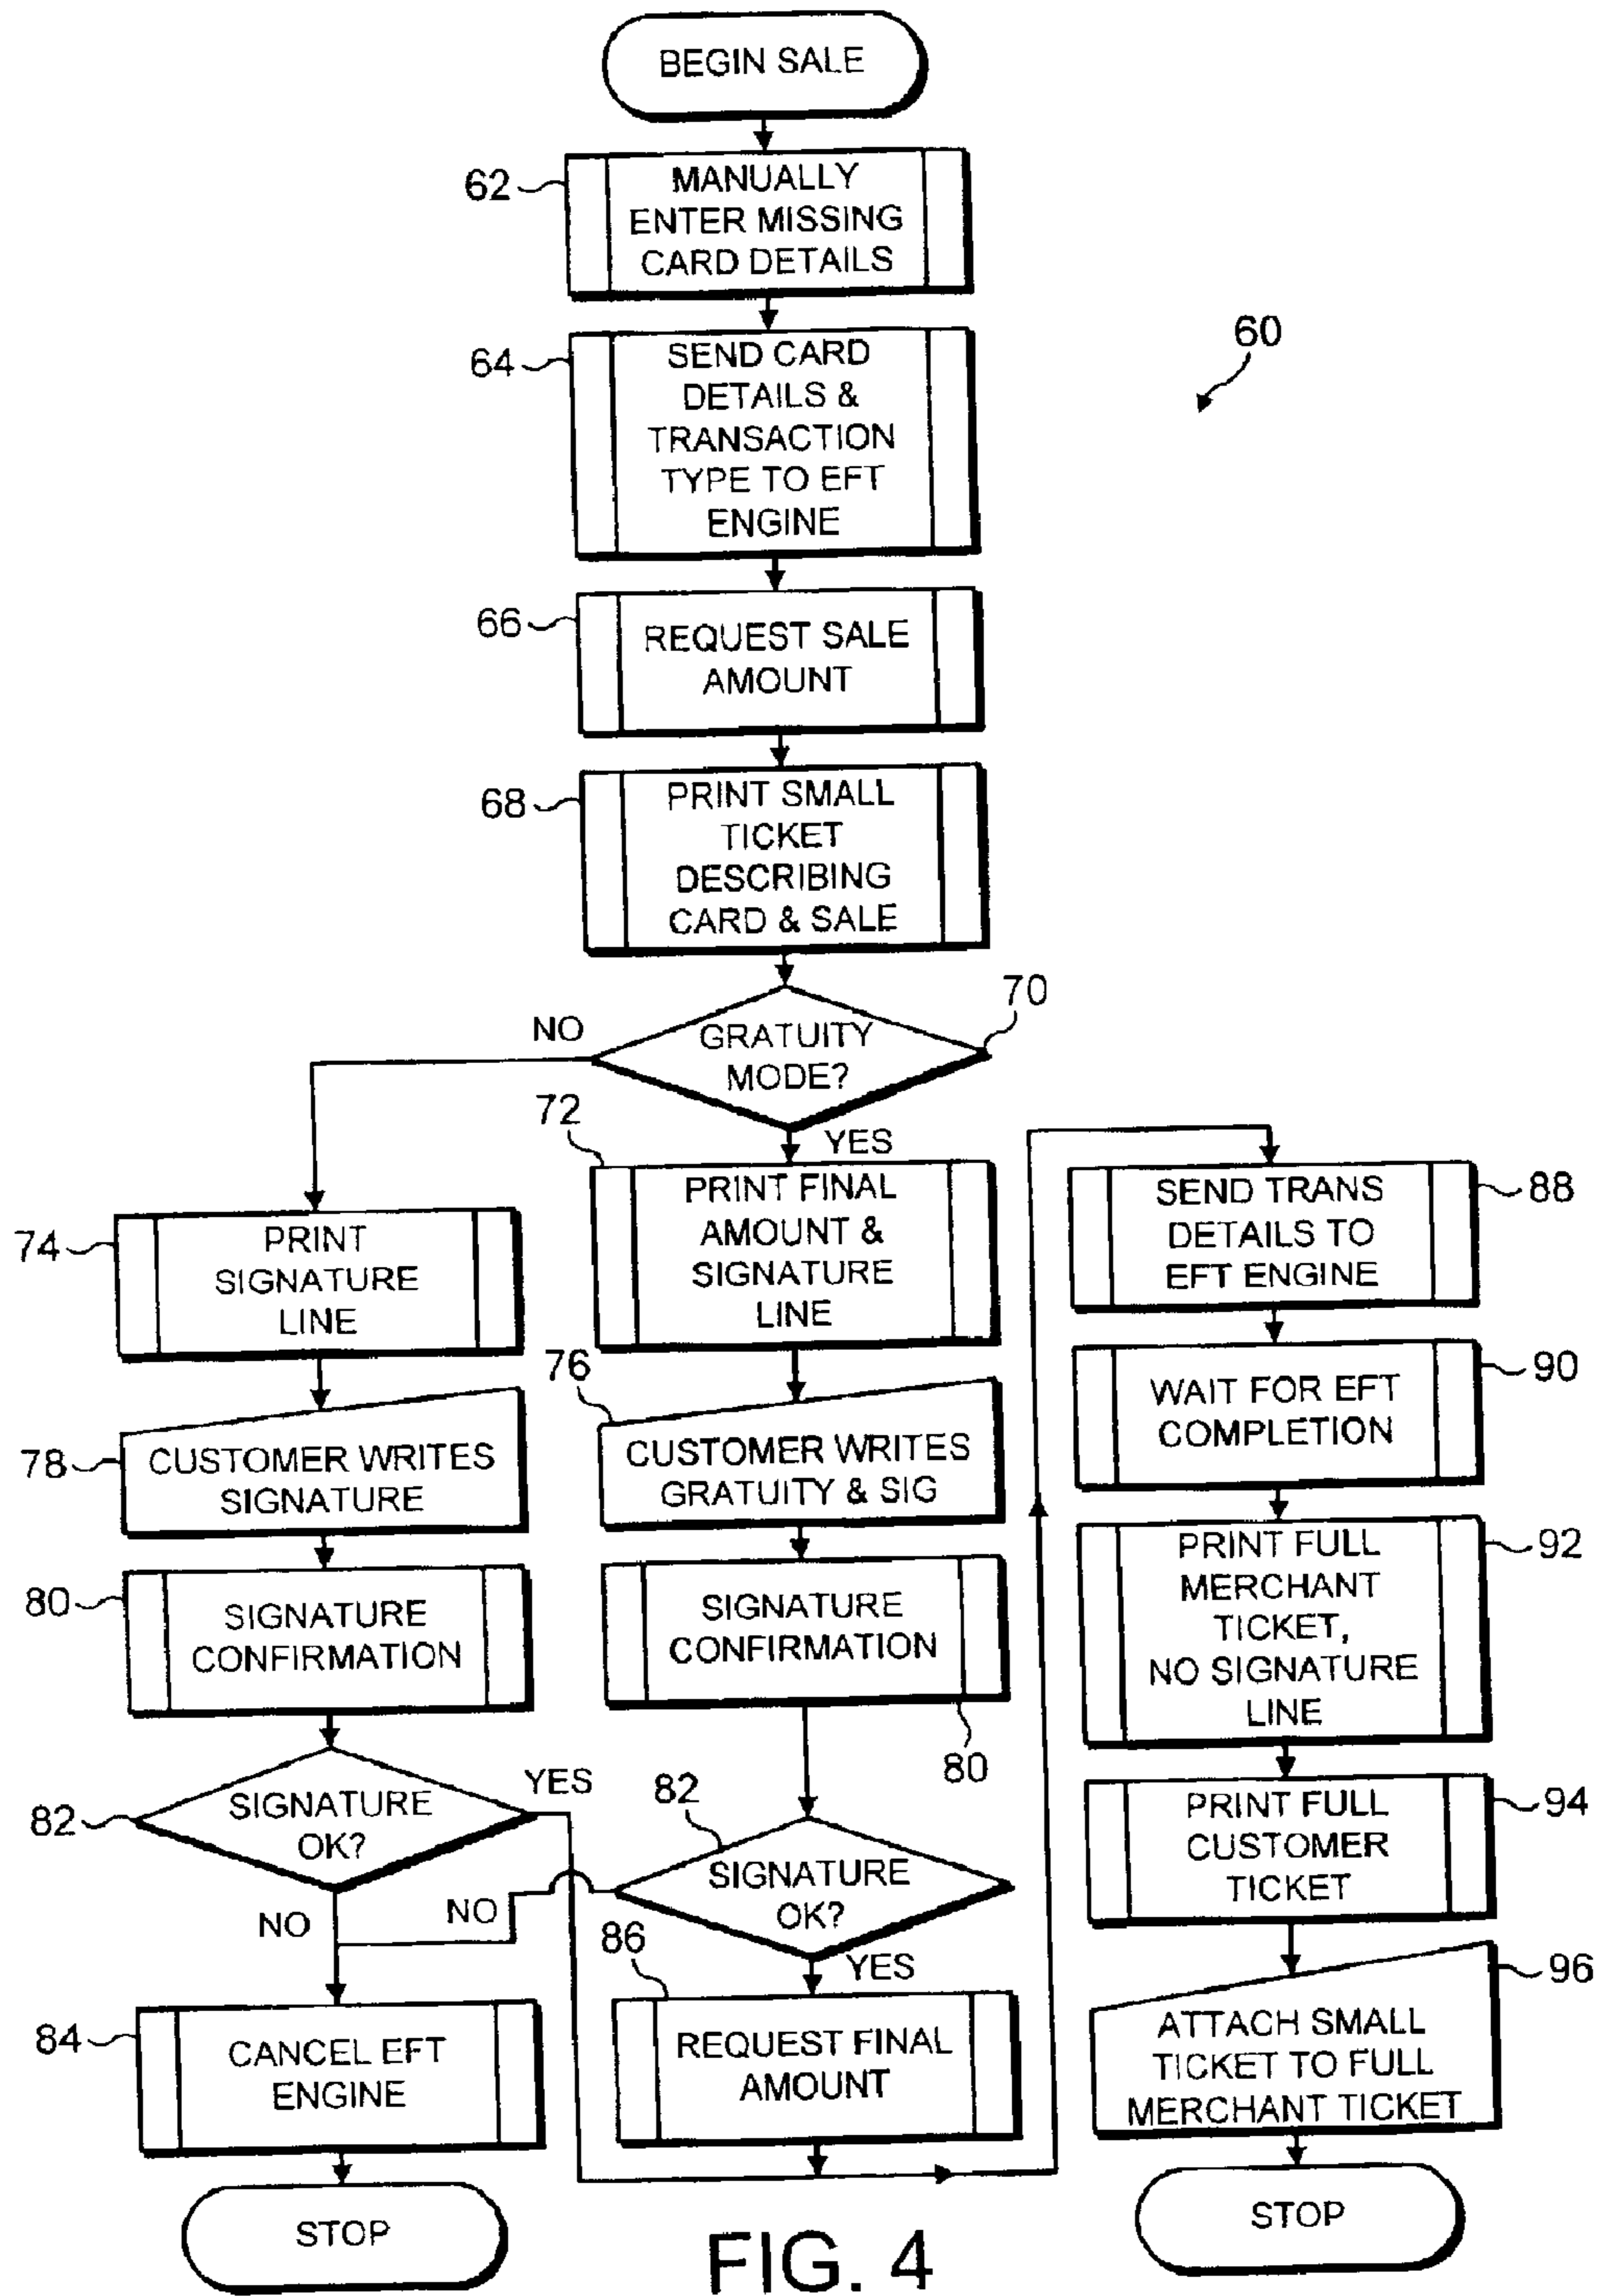 BEGIN SALE
62
MANUALLY
ENTER MISSING
CARD DETAILS
60
64
SEND CARD
DETAILS &
TRANSACTION
TYPE TO EFT
ENGINE
66
REQUEST SALE
AMOUNT
68
PRINT SMALL
TICKET
DESCRIBING
CARD & SALE
70
GRATUITY
MODE?
NO
YES
74
PRINT
SIGNATURE
LINE
78
CUSTOMER WRITES
SIGNATURE
80
SIGNATURE
CONFIRMATION
82
SIGNATURE
OK?
YES
NO
84
CANCEL EFT
ENGINE
STOP
72
PRINT FINAL
AMOUNT &
SIGNATURE
LINE
76
CUSTOMER WRITES
GRATUITY & SIG
SIGNATURE
CONFIRMATION
80
82
SIGNATURE
OK?
NO
YES
86
REQUEST FINAL
AMOUNT
SEND TRANS
DETAILS TO
EFT ENGINE
88
WAIT FOR EFT
COMPLETION
90
PRINT FULL
MERCHANT
TICKET,
NO SIGNATURE
LINE
92
PRINT FULL
CUSTOMER
TICKET
94
ATTACH SMALL
TICKET TO FULL
MERCHANT TICKET
96
STOP
FIG. 4